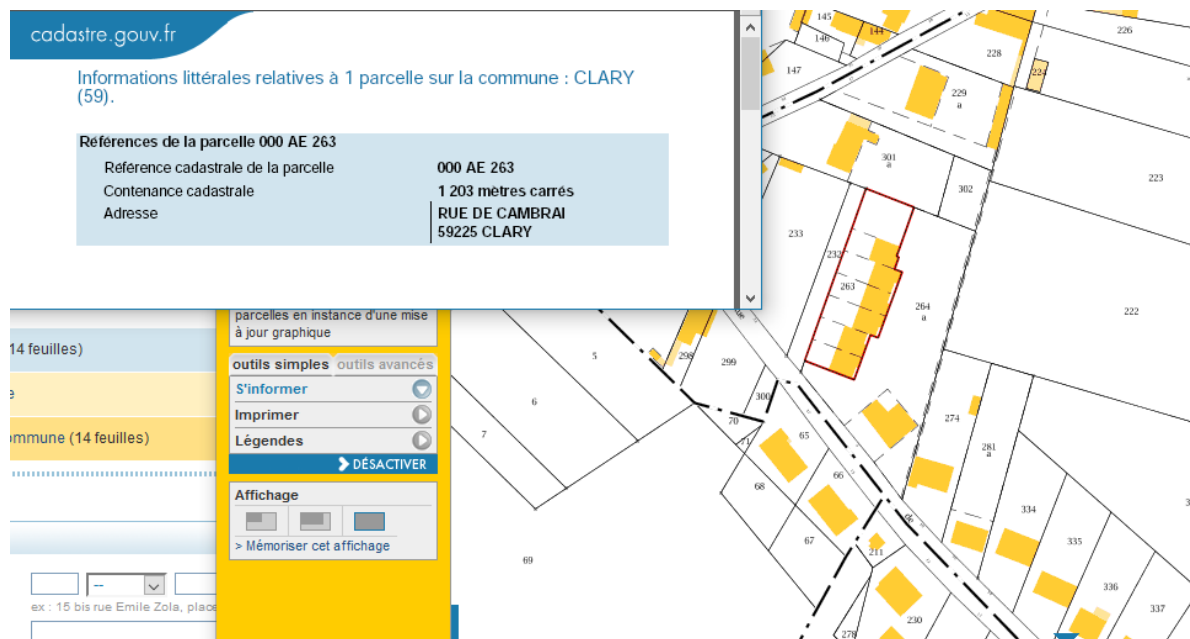 cadastre.gouv.fr
Informations littérales relatives à 1 parcelle sur la commune : CLARY
(59).
Références de la parcelle 000 AE 263
Référence cadastrale de la parcelle 000 AE 263
Contenance cadastrale 1 203 mètres carrés
Adresse RUE DE CAMBRAI
59225 CLARY
parcelles en instance d'une mise
à jour graphique
14 feuilles)
outils simples outils avancés
S'informer
Imprimer
ommune (14 feuilles)
Légendes
DÉSACTIVER
Affichage
> Mémoriser cet affichage
--
ex : 15 bis rue Emile Zola, place
145
146
144
147
228
226
224
229
a
301
a
302
223
233
232
263
264
a
222
5
298
299
300
6
7
70
71
65
274
281
a
68
66
334
67
de
335
69
211
336
337
230
278